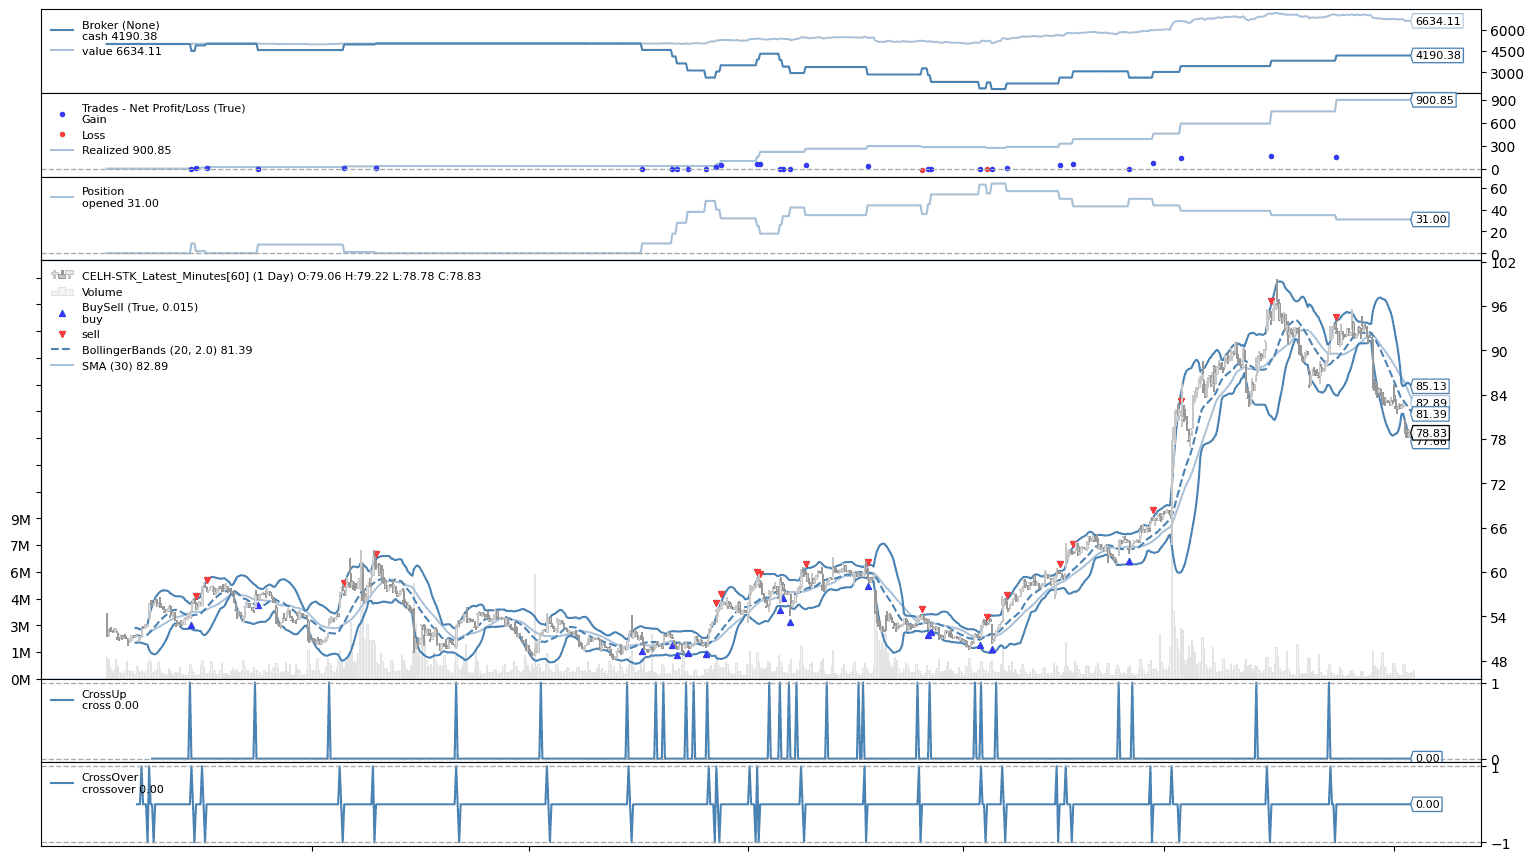 Broker (None)
cash 4190.38
value 6634.11
6634.11
4190.38
6000
4500
3000
Trades - Net Profit/Loss (True)
Gain
Loss
Realized 900.85
900.85
900
600
300
0
Position
opened 31.00
31.00
60
40
20
0
CELH-STK_Latest_Minutes[60] (1 Day) O:79.06 H:79.22 L:78.78 C:78.83
Volume
BuySell (True, 0.015)
buy
sell
BollingerBands (20, 2.0) 81.39
SMA (30) 82.89
102
96
90
84
78
72
66
60
54
48
85.13
82.89
81.39
78.83
77.66
9M
7M
6M
4M
3M
1M
0M
CrossUp
cross 0.00
0.00
1
0
CrossOver
crossover 0.00
0.00
1
−1